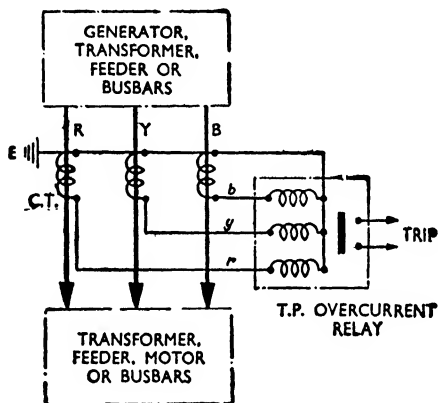 GENERATOR,
TRANSFORMER,
FEEDER OR
BUSBARS
R Y B
E
C.T.
b
y
r
TRIP
T.P. OVERCURRENT
RELAY
TRANSFORMER,
FEEDER, MOTOR
OR BUSBARS